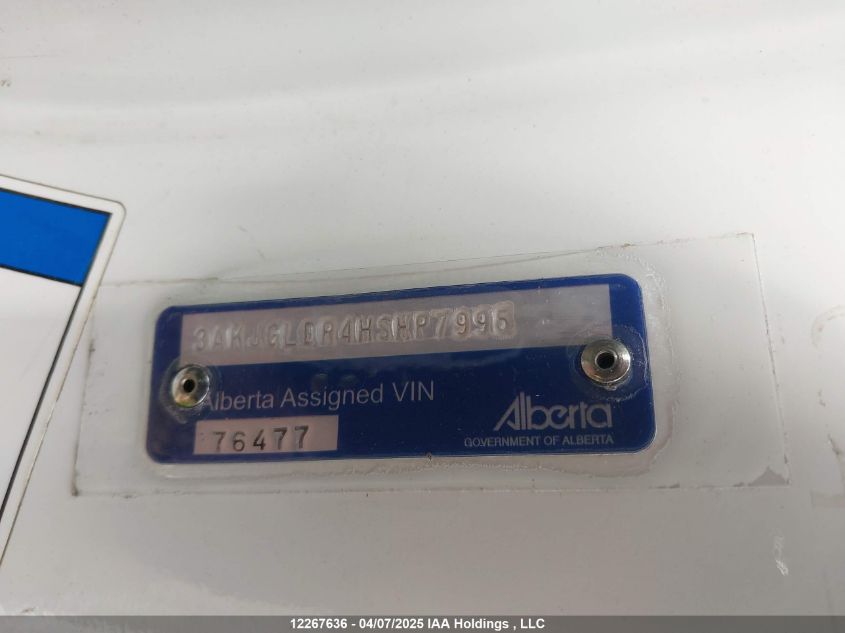 3AKJGLDR4HSHP7995
Alberta Assigned VIN
76477
Alberta
GOVERNMENT OF ALBERTA
12267636 - 04/07/2025 IAA Holdings , LLC